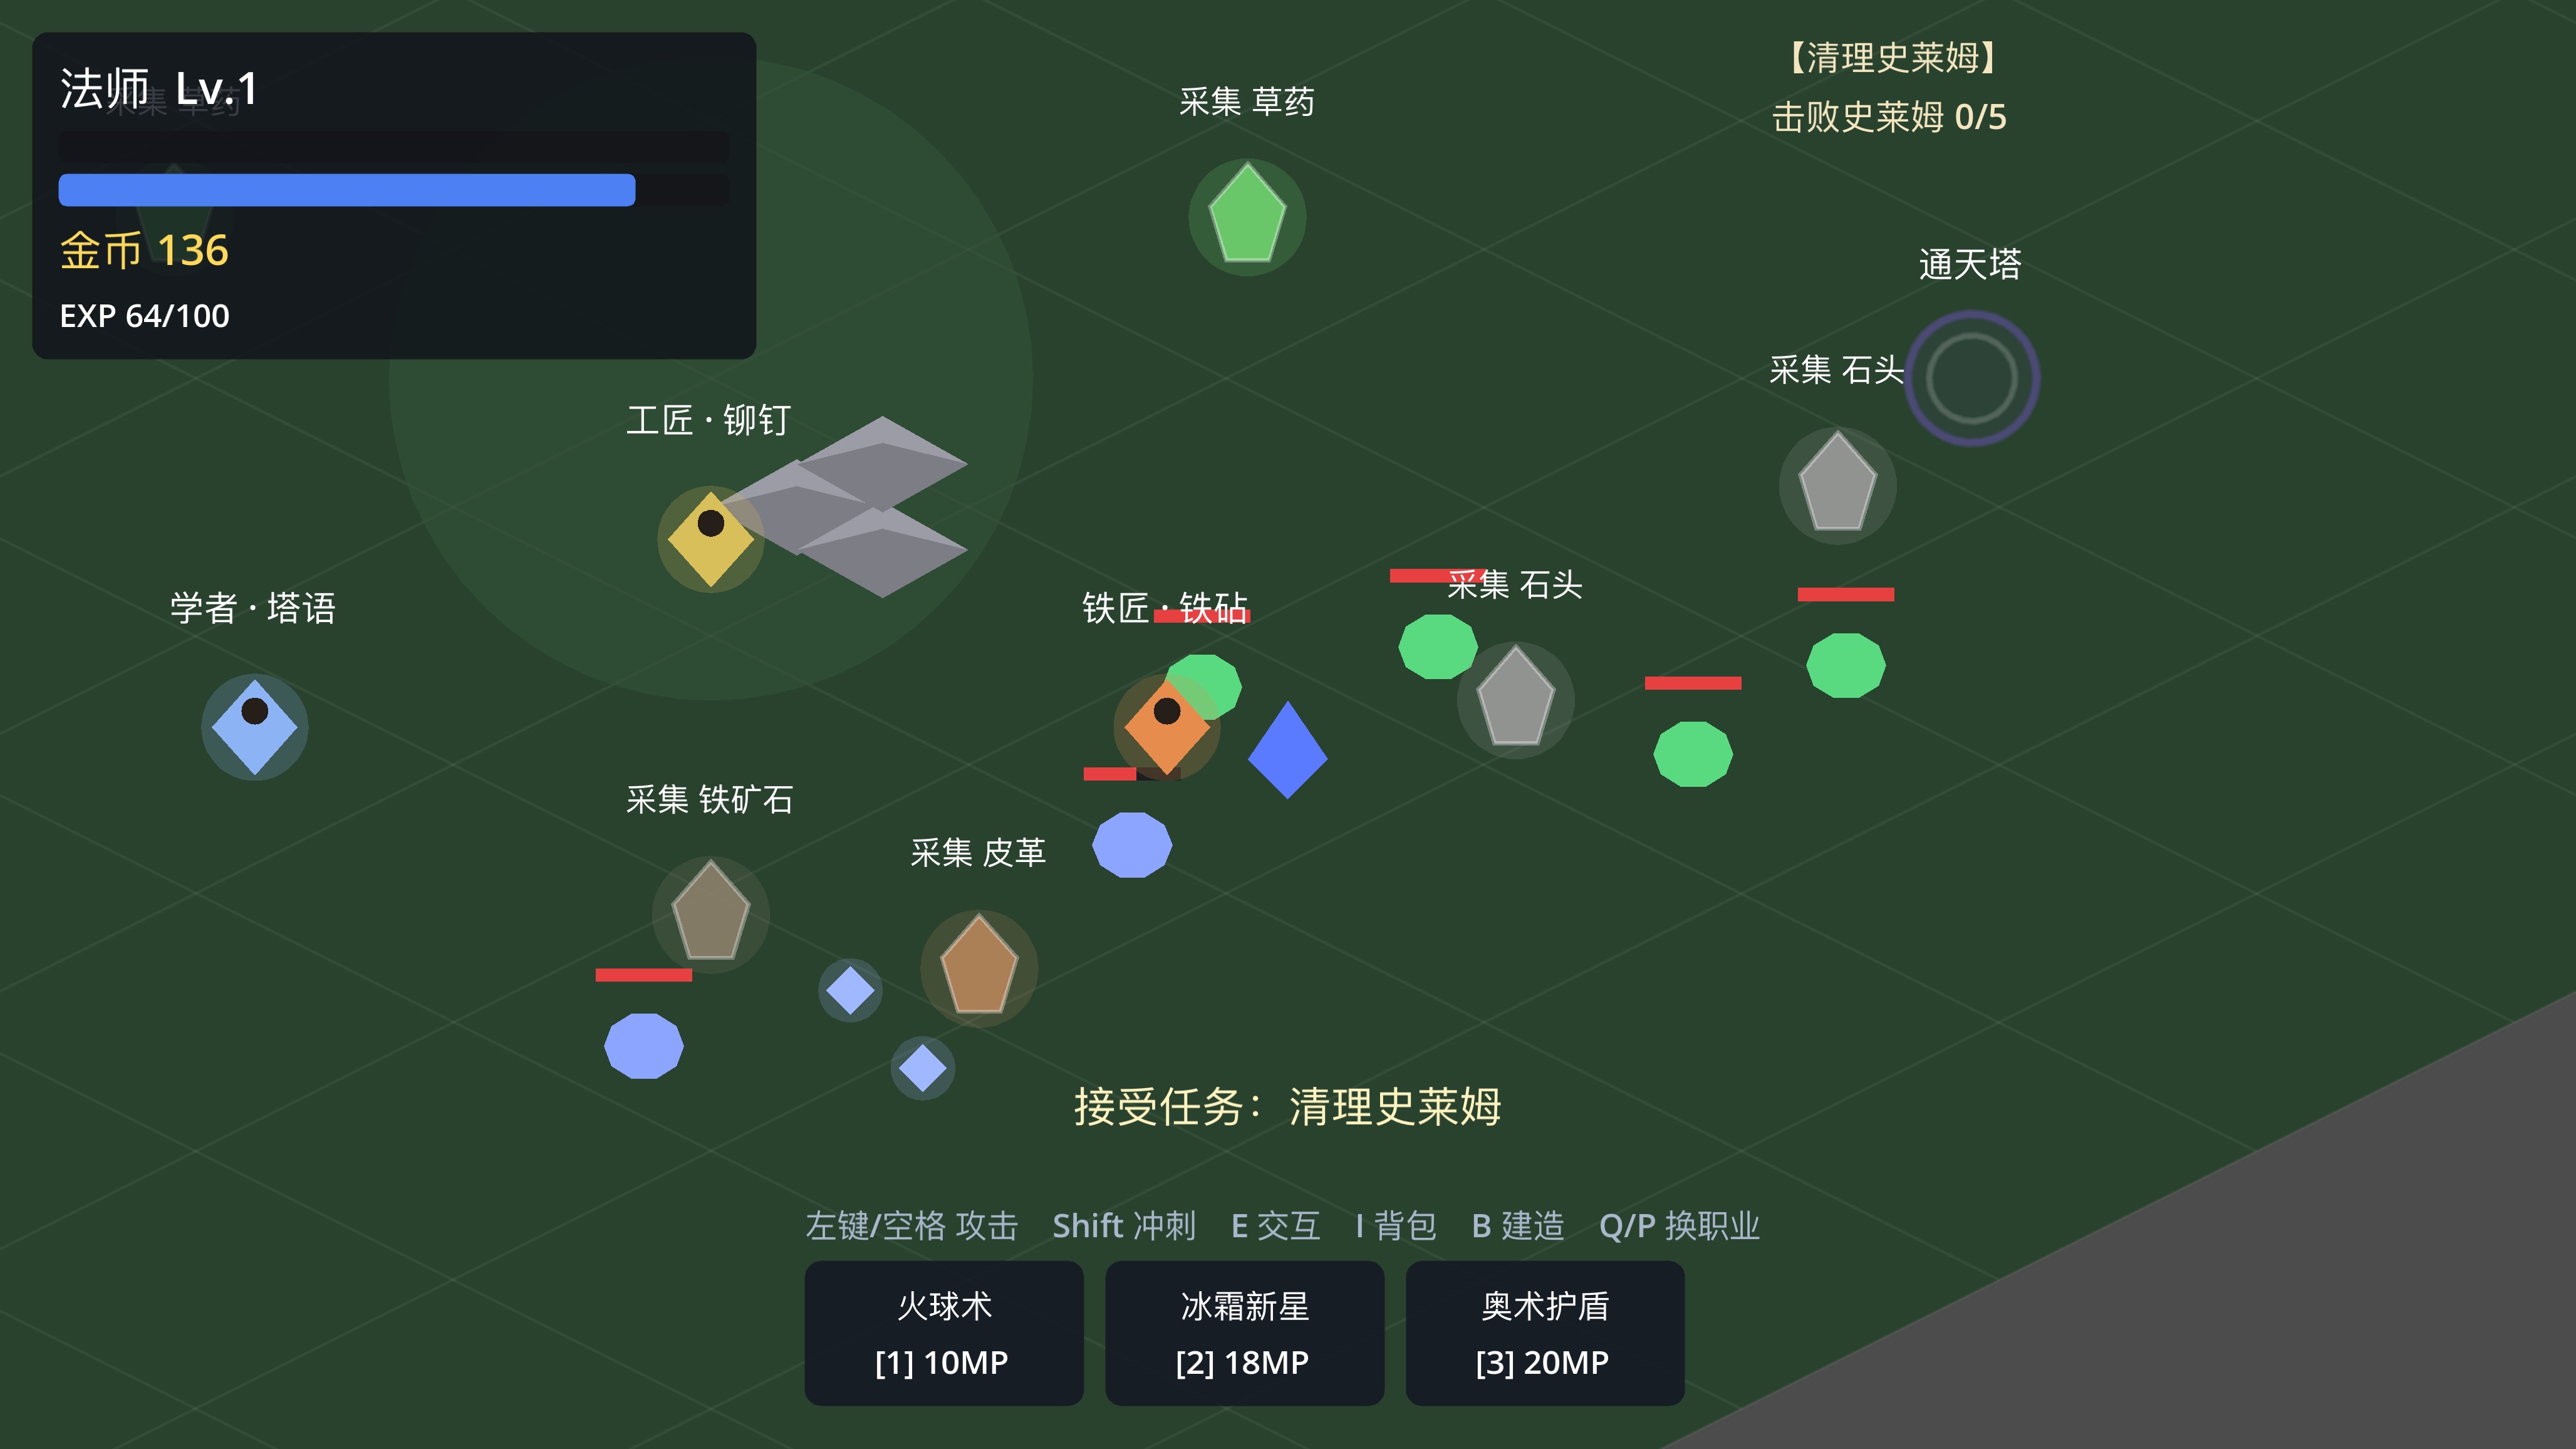 法师 Lv.1
采集 草药
金币 136
EXP 64/100
【清理史莱姆】
击败史莱姆 0/5
采集 草药
通天塔
采集 石头
工匠 · 铆钉
采集 石头
学者 · 塔语
铁匠 · 铁砧
采集 铁矿石
采集 皮革
接受任务：清理史莱姆
左键/空格 攻击 Shift 冲刺 E 交互 I 背包 B 建造 Q/P 换职业
火球术
[1] 10MP
冰霜新星
[2] 18MP
奥术护盾
[3] 20MP